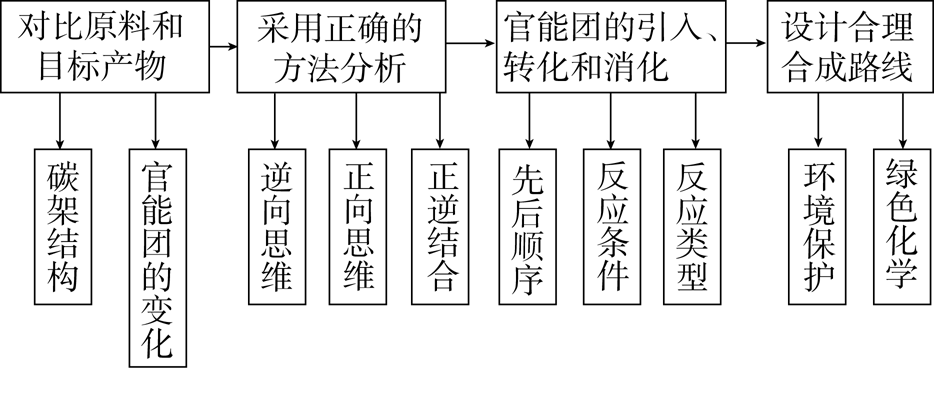 对比原料和
目标产物
采用正确的
方法分析
官能团的引入、
转化和消化
设计合理
合成路线
碳架结构
官能团的变化
逆向思维
正向思维
正逆结合
先后顺序
反应条件
反应类型
环境保护
绿色化学